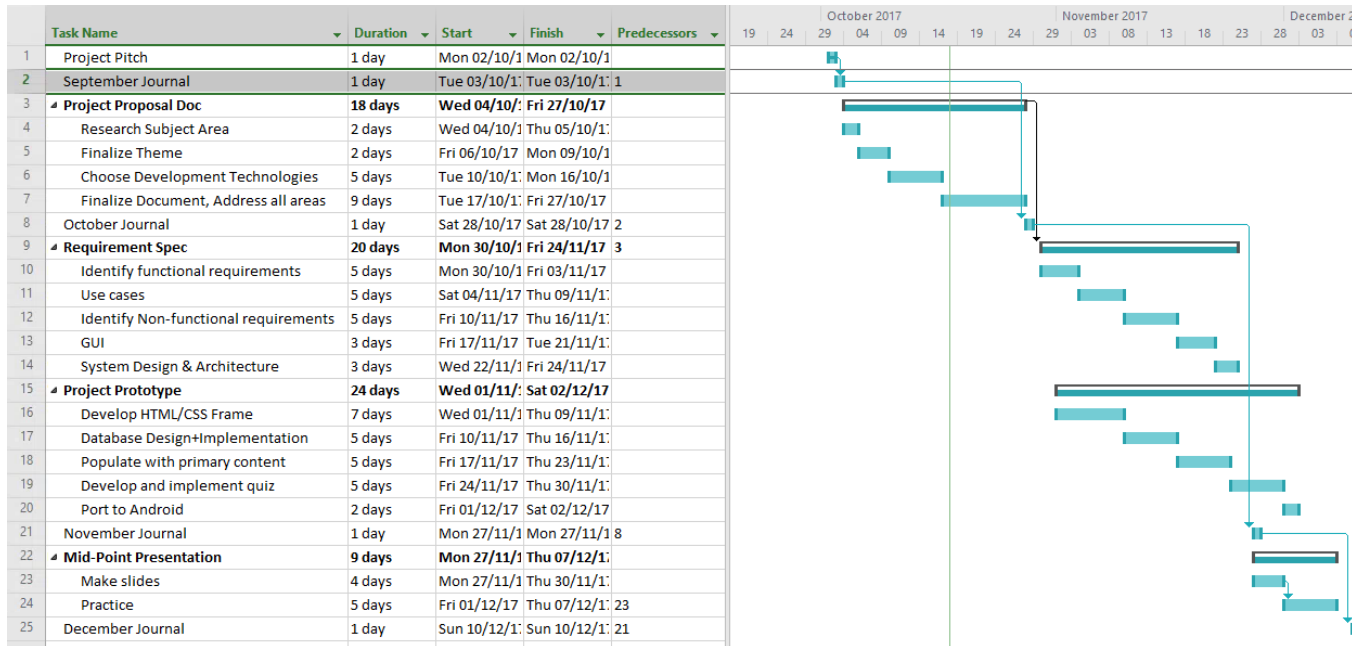 October 2017 November 2017 December 2
Task Name Duration Start Finish Predecessors 19 24 29 04 09 14 19 24 29 03 08 13 18 23 28 03
1 Project Pitch 1 day Mon 02/10/1 Mon 02/10/1
2 September Journal 1 day Tue 03/10/1 Tue 03/10/1 1
3 Project Proposal Doc 18 days Wed 04/10/ Fri 27/10/17
4 Research Subject Area 2 days Wed 04/10/1 Thu 05/10/1
5 Finalize Theme 2 days Fri 06/10/17 Mon 09/10/1
6 Choose Development Technologies 5 days Tue 10/10/1 Mon 16/10/1
7 Finalize Document, Address all areas 9 days Tue 17/10/1 Fri 27/10/17
8 October Journal 1 day Sat 28/10/17 Sat 28/10/17 2
9 Requirement Spec 20 days Mon 30/10/1 Fri 24/11/17 3
10 Identify functional requirements 5 days Mon 30/10/1 Fri 03/11/17
11 Use cases 5 days Sat 04/11/17 Thu 09/11/1
12 Identify Non-functional requirements 5 days Fri 10/11/17 Thu 16/11/1
13 GUI 3 days Fri 17/11/17 Tue 21/11/1
14 System Design & Architecture 3 days Wed 22/11/1 Fri 24/11/17
15 Project Prototype 24 days Wed 01/11/1 Sat 02/12/17
16 Develop HTML/CSS Frame 7 days Wed 01/11/1 Thu 09/11/1
17 Database Design+Implementation 5 days Fri 10/11/17 Thu 16/11/1
18 Populate with primary content 5 days Fri 17/11/17 Thu 23/11/1
19 Develop and implement quiz 5 days Fri 24/11/17 Thu 30/11/1
20 Port to Android 2 days Fri 01/12/17 Sat 02/12/17
21 November Journal 1 day Mon 27/11/1 Mon 27/11/1 8
22 Mid-Point Presentation 9 days Mon 27/11/1 Thu 07/12/1
23 Make slides 4 days Mon 27/11/1 Thu 30/11/1
24 Practice 5 days Fri 01/12/17 Thu 07/12/1 23
25 December Journal 1 day Sun 10/12/1 Sun 10/12/1 21